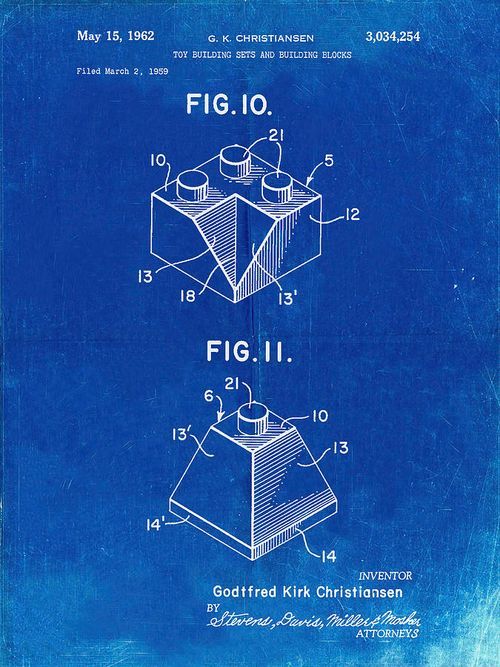 May 15, 1962 G. K. CHRISTIANSEN 3,034,254
TOY BUILDING SETS AND BUILDING BLOCKS
Filed March 2, 1959
FIG. 10.
21
10 5
12
13
18 13'
FIG. 11.
21
6 10
13' 13
14'
14
INVENTOR
Godtfred Kirk Christiansen
BY
Stevens, Davis, Miller & Mosher
ATTORNEYS